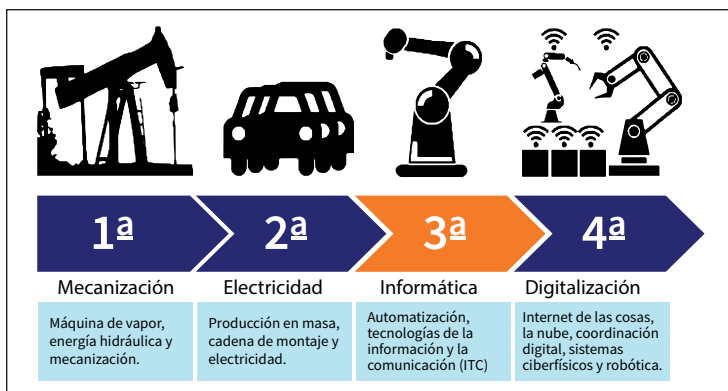 1ª
2ª
3ª
4ª
Mecanización
Electricidad
Informática
Digitalización
Máquina de vapor,
energía hidráulica y
mecanización.
Producción en masa,
cadena de montaje y
electricidad.
Automatización,
tecnologías de la
información y la
comunicación (ITC)
Internet de las cosas,
la nube, coordinación
digital, sistemas
ciberfísicos y robótica.